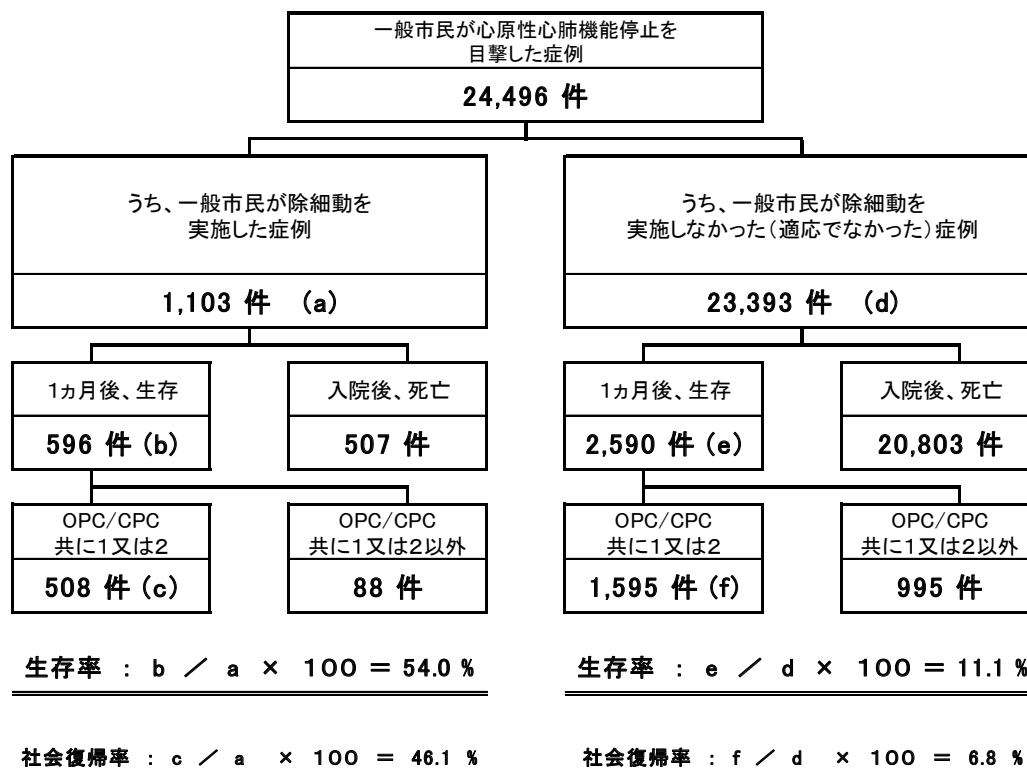 一般市民が心原性心肺機能停止を
目撃した症例
24,496 件
うち、一般市民が除細動を
実施した症例
1,103 件 (a)
うち、一般市民が除細動を
実施しなかった(適応でなかった)症例
23,393 件 (d)
1ヵ月後、生存
596 件 (b)
入院後、死亡
507 件
1ヵ月後、生存
2,590 件 (e)
入院後、死亡
20,803 件
OPC/CPC
共に1又は2
508 件 (c)
OPC/CPC
共に1又は2以外
88 件
OPC/CPC
共に1又は2
1,595 件 (f)
OPC/CPC
共に1又は2以外
995 件
生存率 : b / a × 100 = 54.0 %
生存率 : e / d × 100 = 11.1 %
社会復帰率 : c / a × 100 = 46.1 %
社会復帰率 : f / d × 100 = 6.8 %